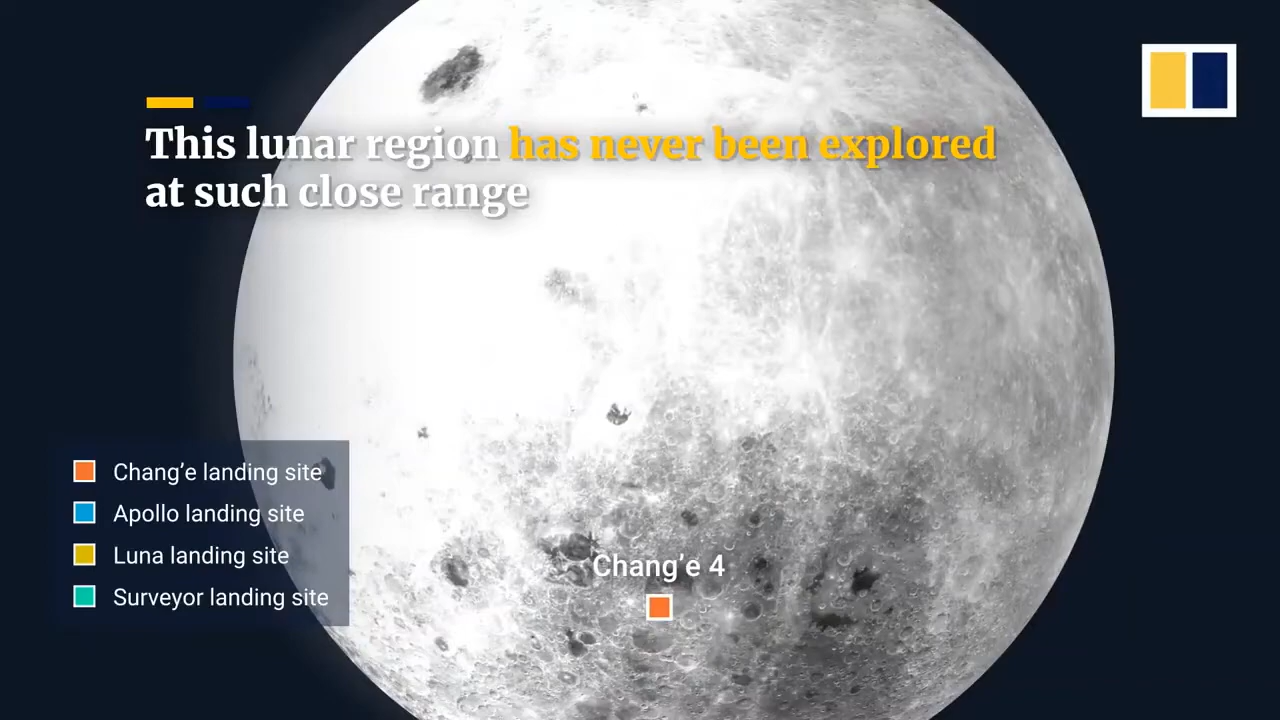 This lunar region has never been explored
at such close range
Chang’e landing site
Apollo landing site
Luna landing site
Surveyor landing site
Chang’e 4